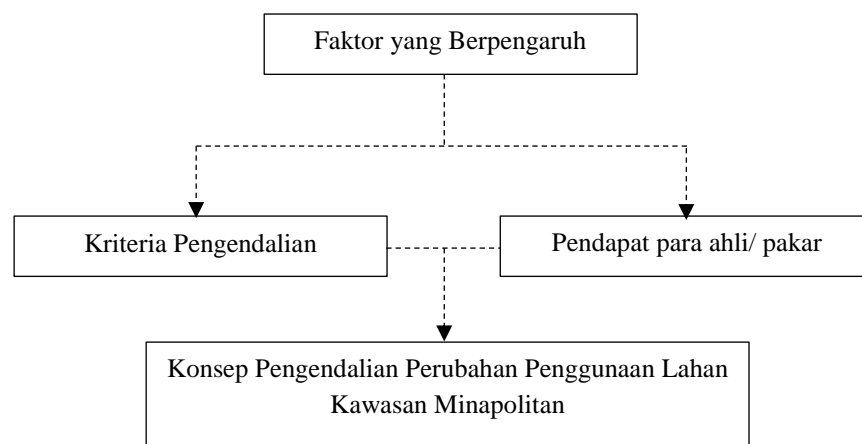 Faktor yang Berpengaruh
Kriteria Pengendalian
Pendapat para ahli/ pakar
Konsep Pengendalian Perubahan Penggunaan Lahan
Kawasan Minapolitan